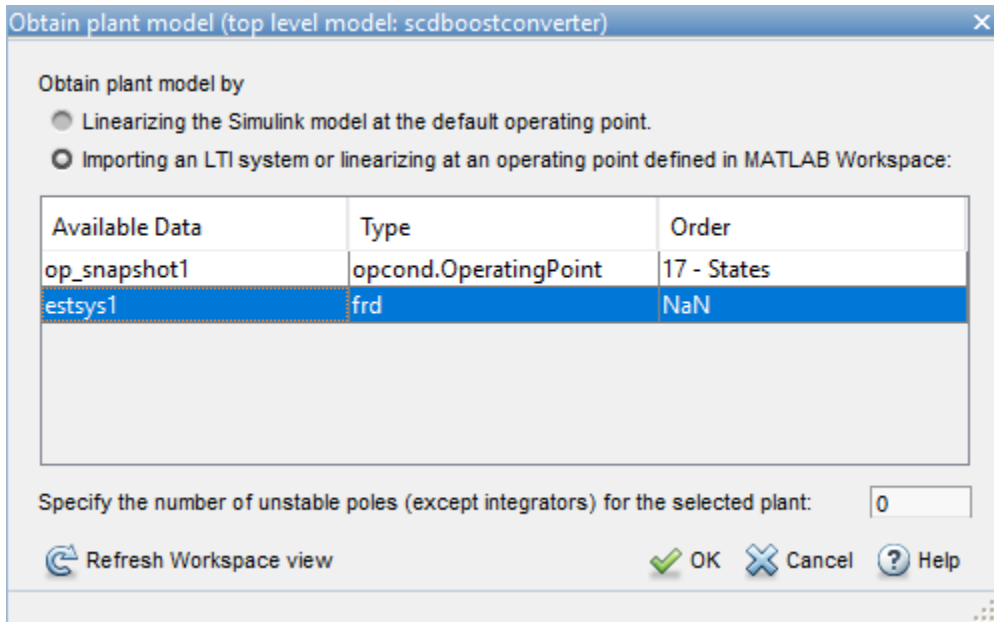 Obtain plant model (top level model: scdboostconverter)
Obtain plant model by
Linearizing the Simulink model at the default operating point.
Importing an LTI system or linearizing at an operating point defined in MATLAB Workspace:
Available Data Type Order
op_snapshot1 opcond.OperatingPoint 17 - States
estsys1 frd NaN
Specify the number of unstable poles (except integrators) for the selected plant: 0
Refresh Workspace view OK Cancel ? Help